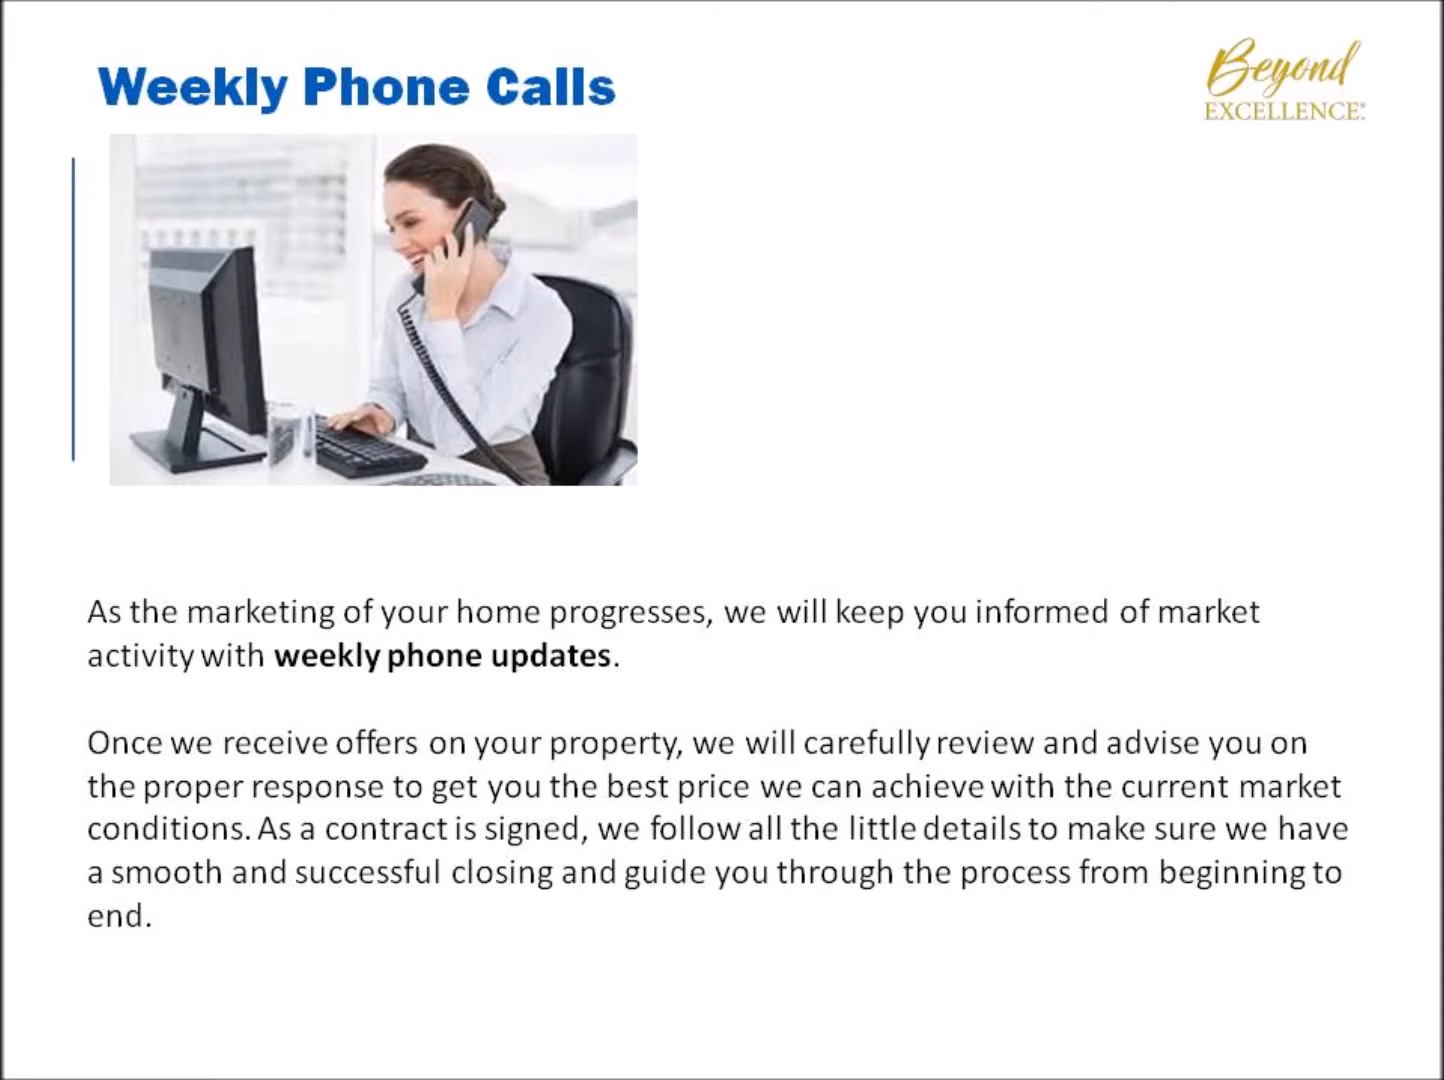 Weekly Phone Calls
Beyond
EXCELLENCE®
As the marketing of your home progresses, we will keep you informed of market
activity with weekly phone updates.
Once we receive offers on your property, we will carefully review and advise you on
the proper response to get you the best price we can achieve with the current market
conditions. As a contract is signed, we follow all the little details to make sure we have
a smooth and successful closing and guide you through the process from beginning to
end.